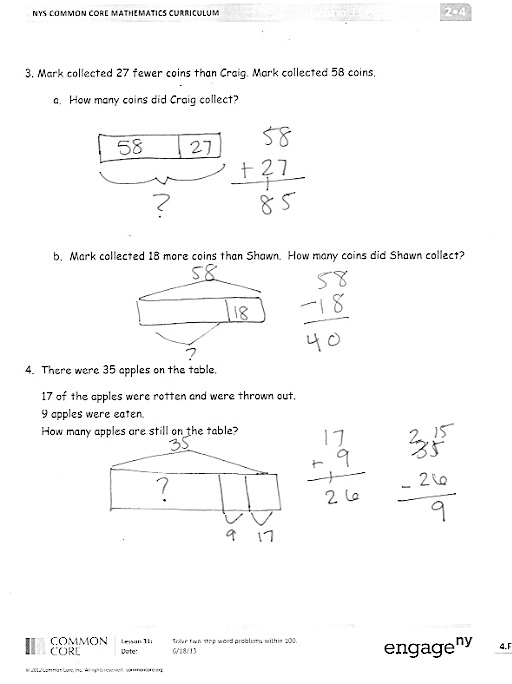 NYS COMMON CORE MATHEMATICS CURRICULUM 2•4
3. Mark collected 27 fewer coins than Craig. Mark collected 58 coins.
a. How many coins did Craig collect?
58 27
?
58
+ 27
1
85
b. Mark collected 18 more coins than Shawn. How many coins did Shawn collect?
58
18
?
58
-18
40
4. There were 35 apples on the table.
17 of the apples were rotten and were thrown out.
9 apples were eaten.
How many apples are still on the table?
35
?
9 17
17
+ 9
1
26
2 15
35
- 26
9
COMMON CORE
Lesson 31: Solve two-step word problems within 100.
Date: 6/18/13
engageny
4.F